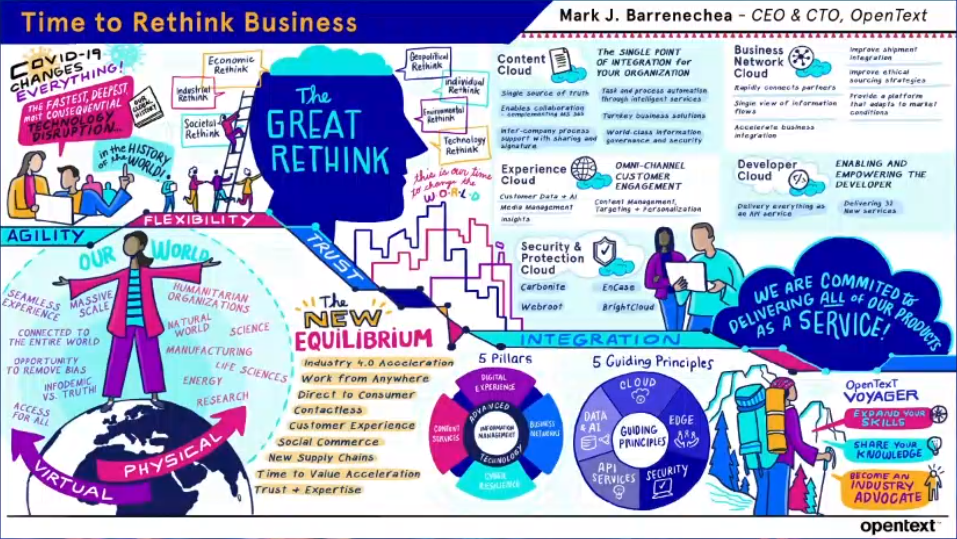 Time to Rethink Business
Mark J. Barrenechea - CEO & CTO, OpenText
COVID-19
CHANGES
EVERYTHING!
THE FASTEST, DEEPEST
MOST CONSEQUENTIAL
TECHNOLOGY
DISRUPTION...
OUR
GLOBAL
HISTORY
in the HISTORY
of the WORLD!
Economic
Rethink
Industrial
Rethink
Societal
Rethink
The
GREAT
RETHINK
Geopolitical
Rethink
individual
Rethink
Environmental
Rethink
Technology
Rethink
this is our time
to change the
W.O.R.L.D
AGILITY
FLEXIBILITY
TRUST
INTEGRATION
Content
Cloud
THE SINGLE POINT
OF INTEGRATION for
YOUR ORGANIZATION
Single source of truth
Enables collaboration
- complementing MS 365
Inter-company process
support with sharing and
signature
Task and process automation
through intelligent services
Turnkey business solutions
World-class information
governance and security
Business
Network
Cloud
Rapidly connects partners
Single view of information
flows
Accelerate business
integration
Improve shipment
integration
Improve ethical
sourcing strategies
Provide a platform
that adapts to market
conditions
Experience
Cloud
OMNI-CHANNEL
CUSTOMER
ENGAGEMENT
Customer Data + AI
Media Management
Insights
Content Management,
Targeting + Personalization
Developer
Cloud
ENABLING AND
EMPOWERING THE
DEVELOPER
Delivery everything as
an API service
Delivering 32
New services
Security &
Protection
Cloud
Carbonite
EnCase
Webroot
BrightCloud
WE ARE COMMITED to
DELIVERING ALL of OUR PRODUCTS
AS A SERVICE!
OUR WORLD
SEAMLESS
EXPERIENCE
MASSIVE
SCALE
CONNECTED TO
THE ENTIRE WORLD
OPPORTUNITY
TO REMOVE BIAS
INFODEMIC
VS. TRUTH!
ACCESS
FOR ALL
HUMANITARIAN
ORGANIZATIONS
NATURAL
WORLD
SCIENCE
MANUFACTURING
LIFE SCIENCES
ENERGY
RESEARCH
VIRTUAL
PHYSICAL
The
NEW
EQUILIBRIUM
Industry 4.0 Acceleration
Work from Anywhere
Direct to Consumer
Contactless
Customer Experience
Social Commerce
New Supply Chains
Time to Value Acceleration
Trust + Expertise
5 Pillars
DIGITAL
EXPERIENCE
CONTENT
SERVICES
BUSINESS
NETWORKS
CYBER
RESILIENCE
ADVANCED
TECHNOLOGY
INFORMATION
MANAGEMENT
5 Guiding Principles
CLOUD
DATA
& AI
EDGE
API
SERVICES
SECURITY
GUIDING
PRINCIPLES
OPENTEXT
VOYAGER
EXPAND YOUR
SKILLS
SHARE YOUR
KNOWLEDGE
BECOME AN
INDUSTRY
ADVOCATE
opentext™